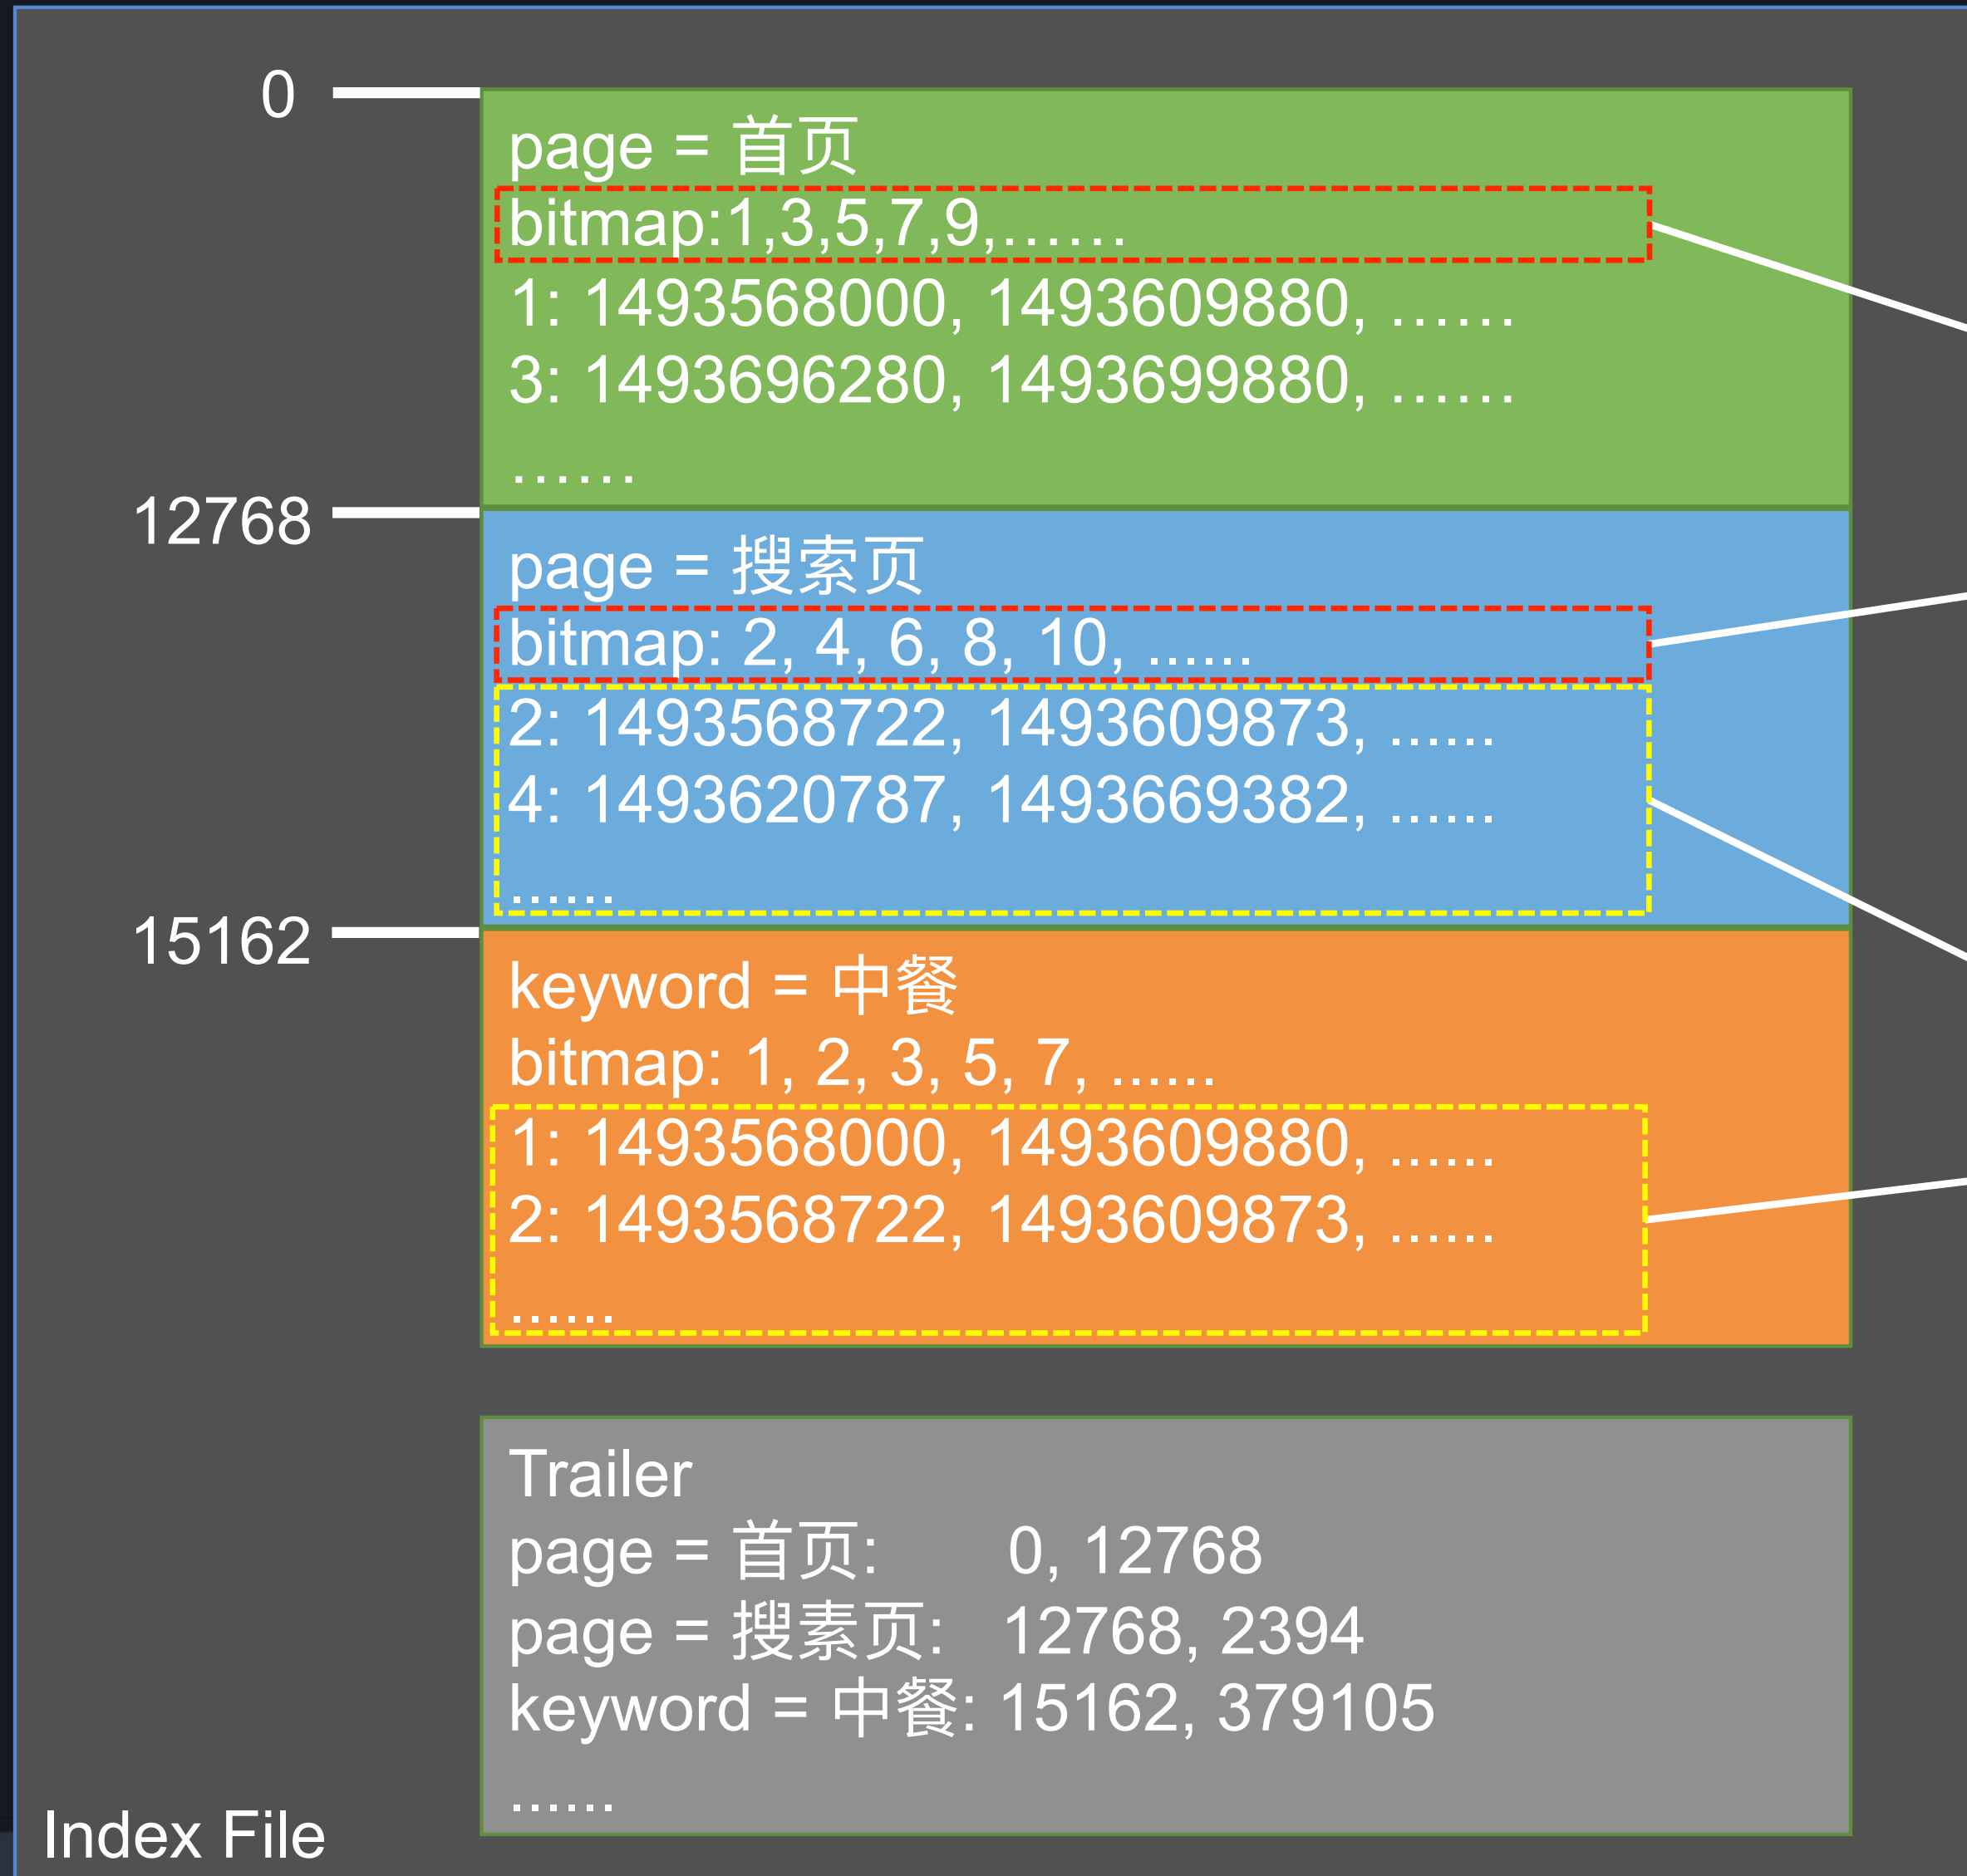 0
page = 首页
bitmap:1,3,5,7,9,......
1: 1493568000, 1493609880, ......
3: 1493696280, 1493699880, ......
......
12768
page = 搜索页
bitmap: 2, 4, 6, 8, 10, ......
2: 1493568722, 1493609873, ......
4: 1493620787, 1493669382, ......
......
15162
keyword = 中餐
bitmap: 1, 2, 3, 5, 7, ......
1: 1493568000, 1493609880, ......
2: 1493568722, 1493609873, ......
......
Trailer
page = 首页: 0, 12768
page = 搜素页: 12768, 2394
keyword = 中餐: 15162, 379105
......
Index File